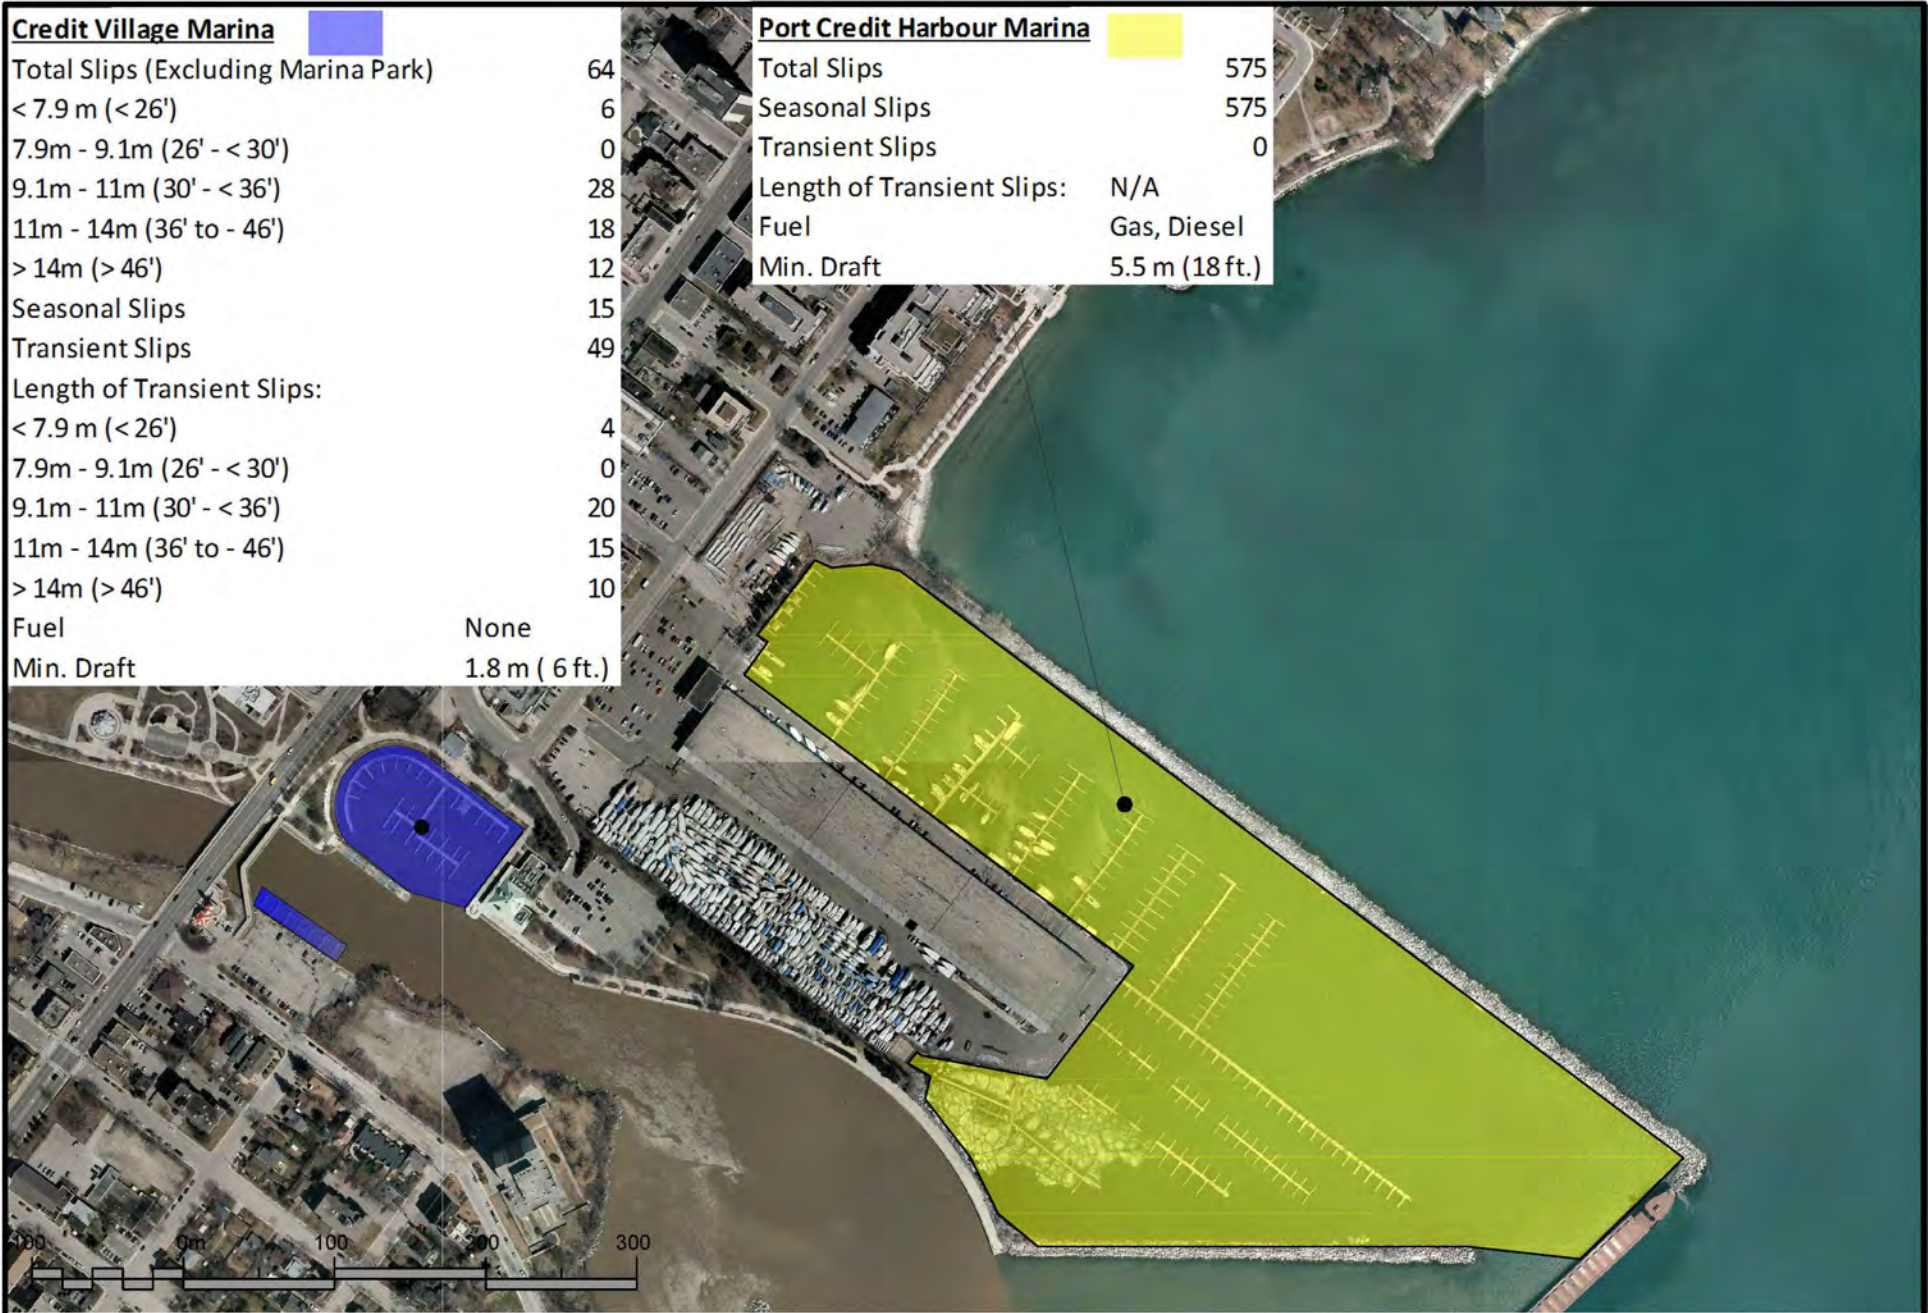 Credit Village Marina
Total Slips (Excluding Marina Park) 64
< 7.9 m (< 26') 6
7.9m - 9.1m (26' - < 30') 0
9.1m - 11m (30' - < 36') 28
11m - 14m (36' to - 46') 18
> 14m (> 46') 12
Seasonal Slips 15
Transient Slips 49
Length of Transient Slips:
< 7.9 m (< 26') 4
7.9m - 9.1m (26' - < 30') 0
9.1m - 11m (30' - < 36') 20
11m - 14m (36' to - 46') 15
> 14m (> 46') 10
Fuel None
Min. Draft 1.8 m ( 6 ft.)
Port Credit Harbour Marina
Total Slips 575
Seasonal Slips 575
Transient Slips 0
Length of Transient Slips: N/A
Fuel Gas, Diesel
Min. Draft 5.5 m (18 ft.)
100 0m 100 200 300